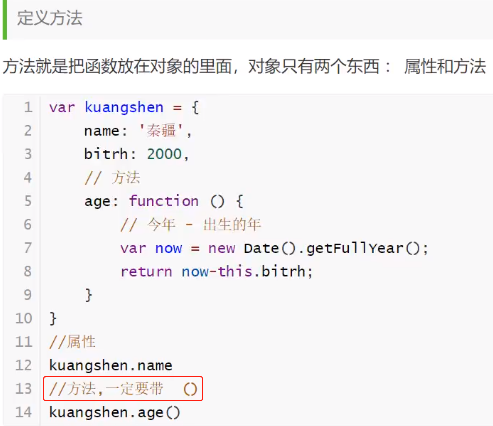 定义方法
方法就是把函数放在对象的里面，对象只有两个东西： 属性和方法
1 var kuangshen = {
2     name: '秦疆',
3     bitrh: 2000,
4     // 方法
5     age: function () {
6         // 今年 - 出生的年
7         var now = new Date().getFullYear();
8         return now-this.bitrh;
9     }
10 }
11 //属性
12 kuangshen.name
13 //方法,一定要带 ()
14 kuangshen.age()